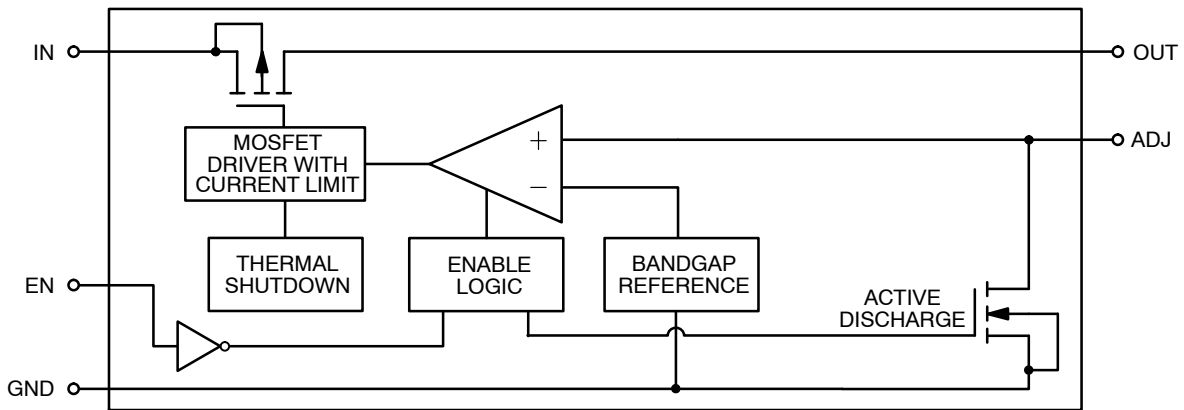 IN
OUT
MOSFET
DRIVER WITH
CURRENT LIMIT
+
−
ADJ
THERMAL
SHUTDOWN
ENABLE
LOGIC
BANDGAP
REFERENCE
EN
ACTIVE
DISCHARGE
GND